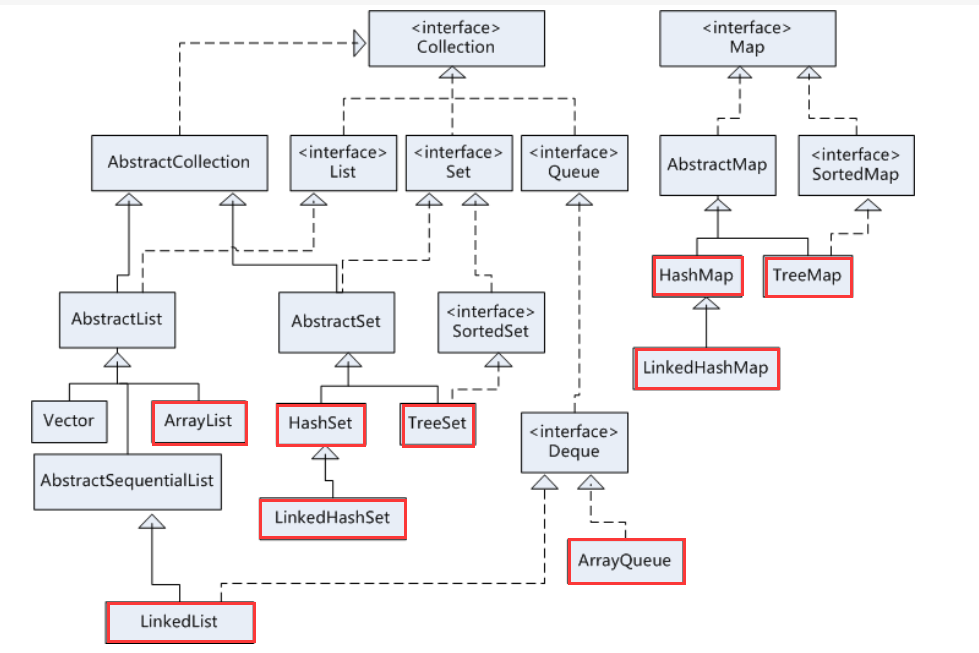 <interface>
Collection
<interface>
Map
AbstractCollection
<interface>
List
<interface>
Set
<interface>
Queue
AbstractMap
<interface>
SortedMap
HashMap
TreeMap
AbstractList
AbstractSet
<interface>
SortedSet
LinkedHashMap
Vector
ArrayList
HashSet
TreeSet
<interface>
Deque
AbstractSequentialList
LinkedHashSet
ArrayQueue
LinkedList